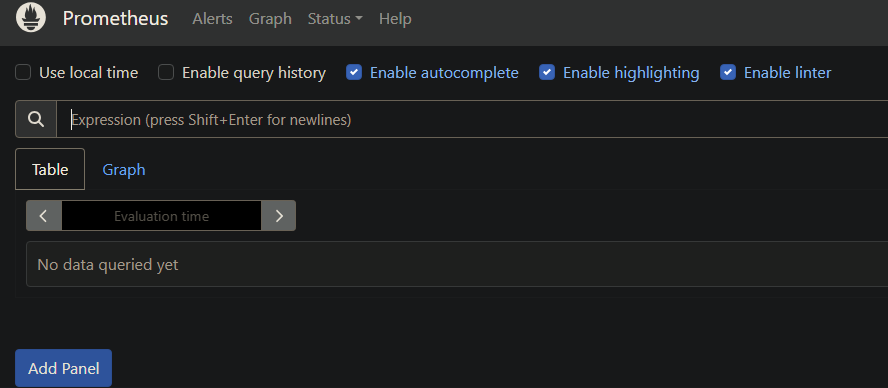 Prometheus Alerts Graph Status Help
Use local time Enable query history Enable autocomplete Enable highlighting Enable linter
Expression (press Shift+Enter for newlines)
Table Graph
Evaluation time
No data queried yet
Add Panel